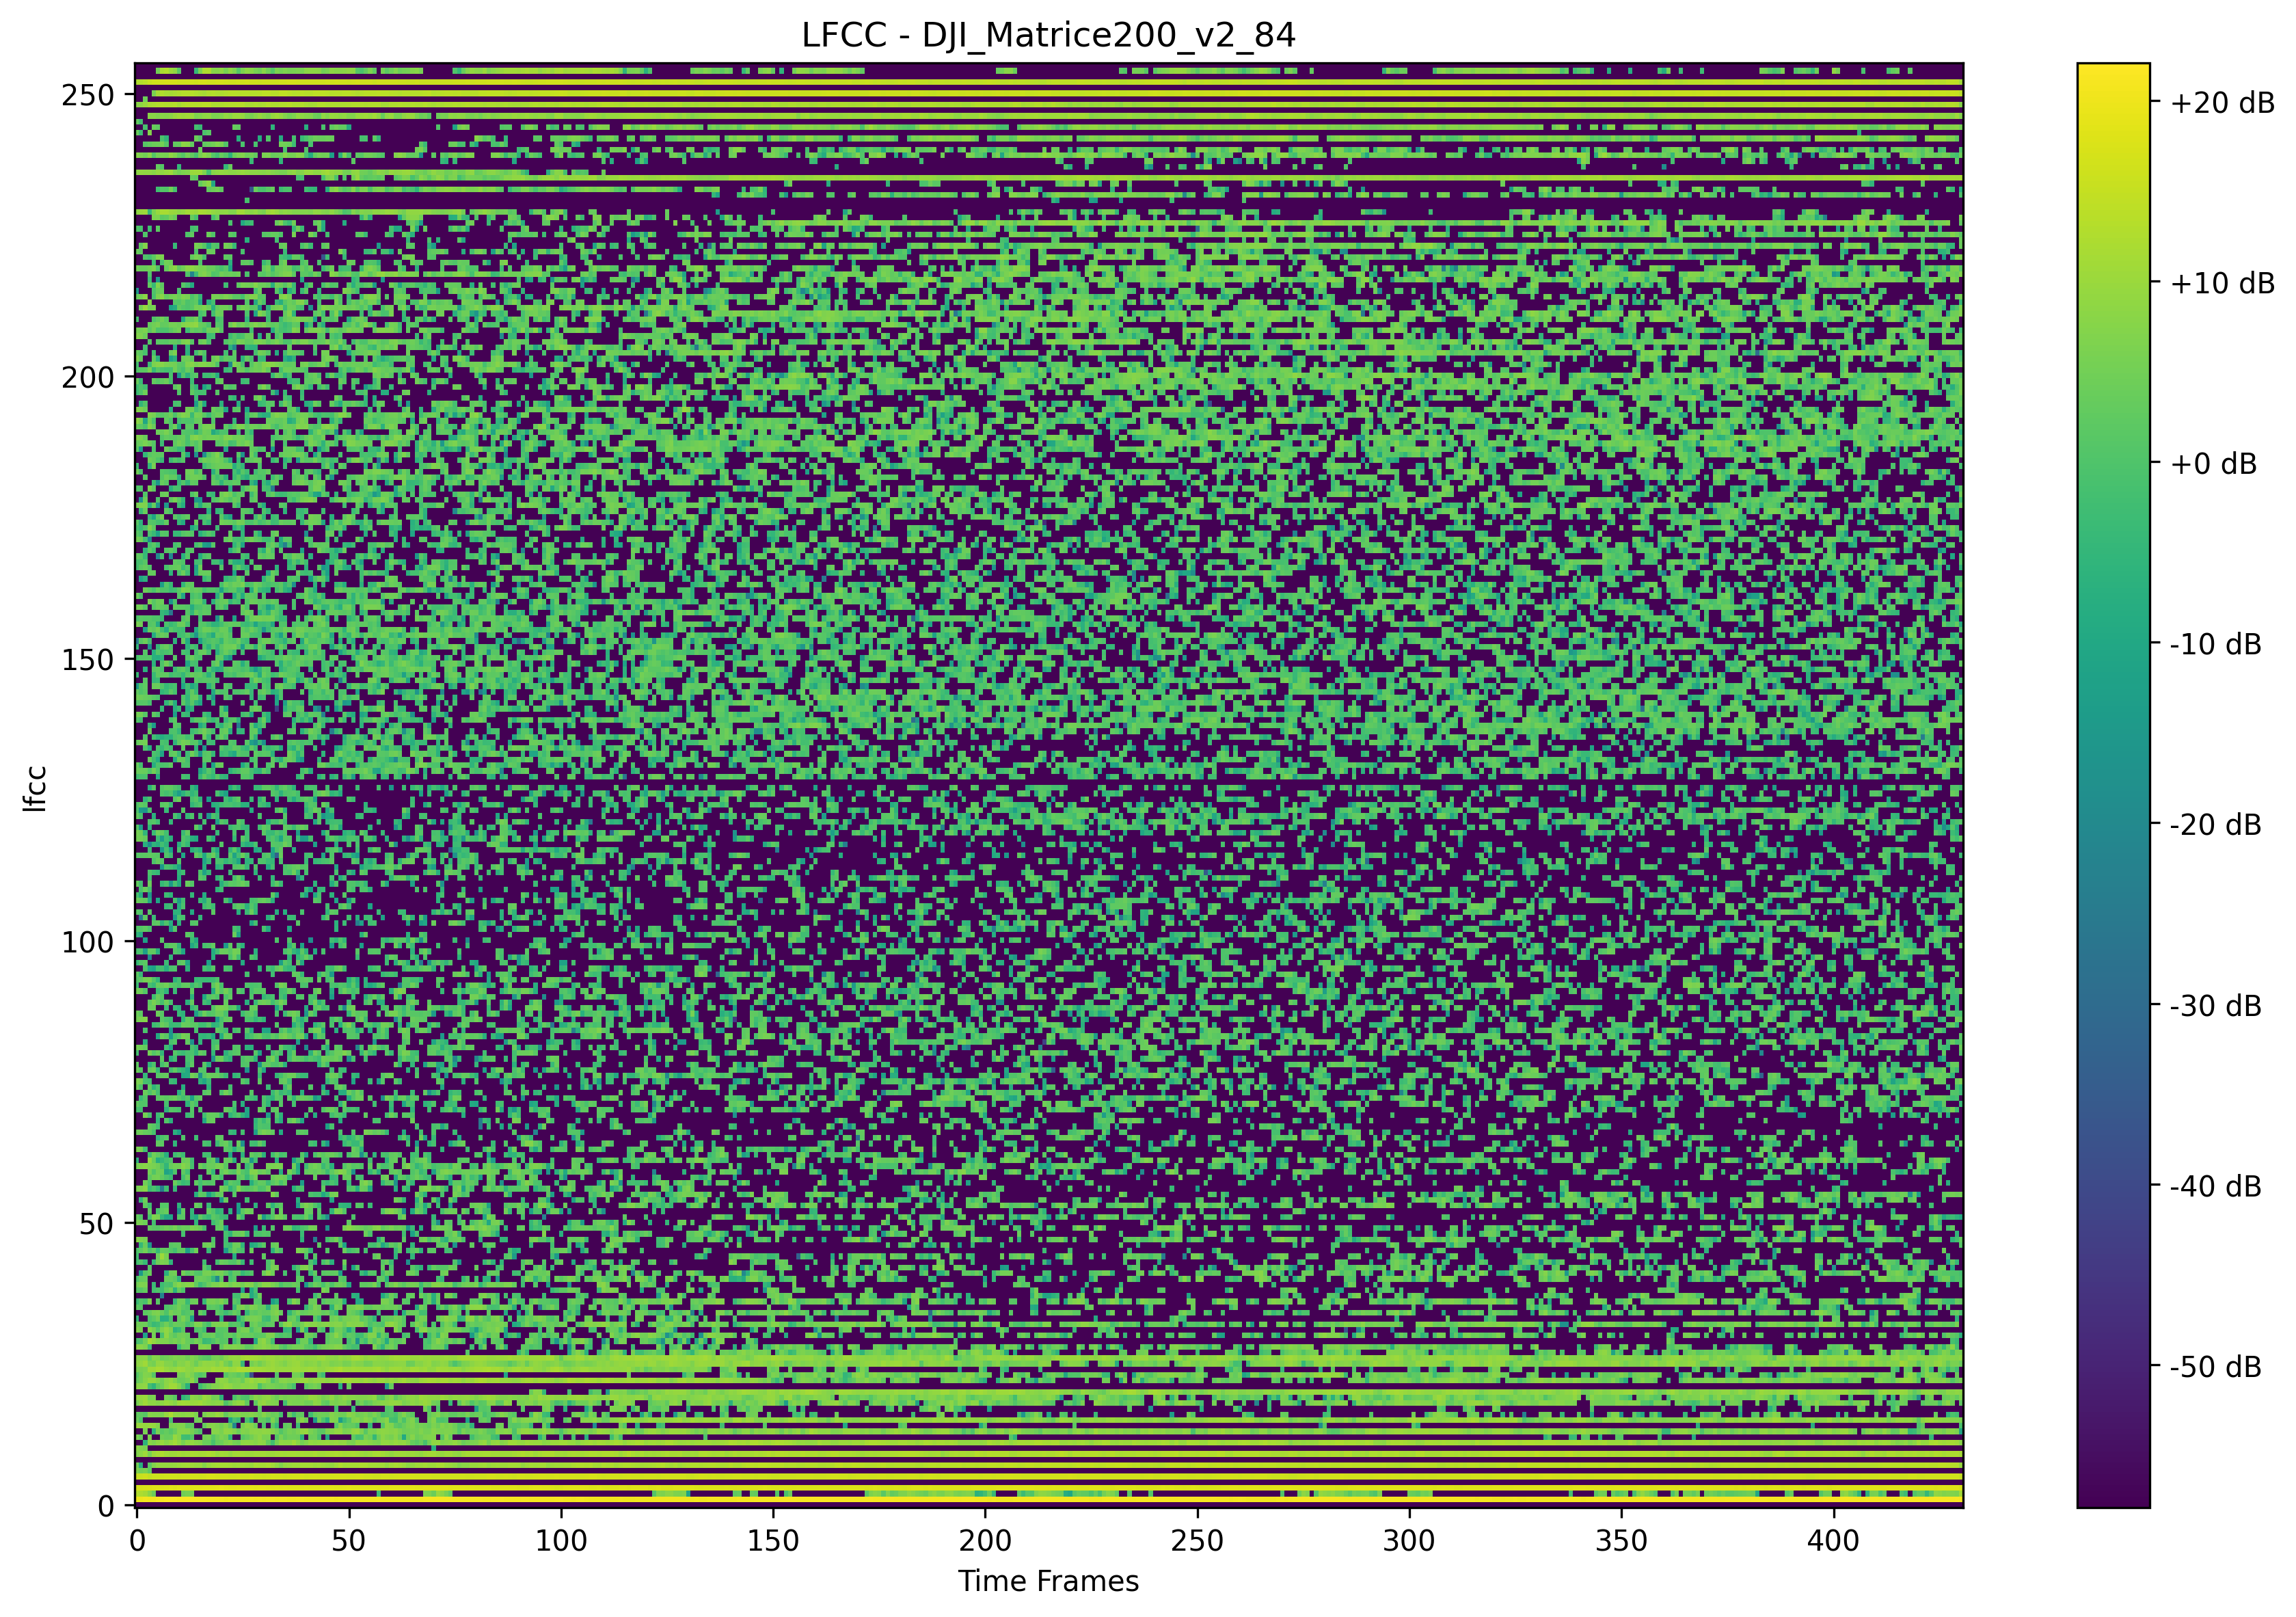 LFCC - DJI_Matrice200_v2_84
250
200
150
100
50
0
lfcc
0 50 100 150 200 250 300 350 400
Time Frames
+20 dB
+10 dB
+0 dB
-10 dB
-20 dB
-30 dB
-40 dB
-50 dB